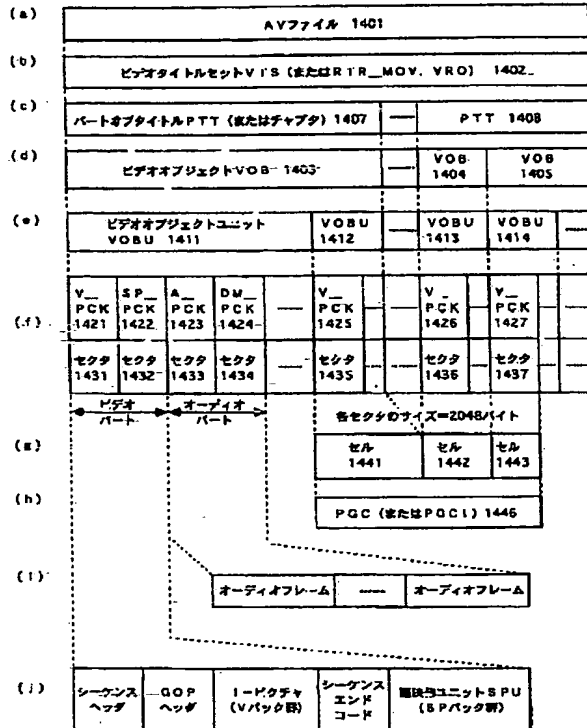 (a)
AVファイル 1401
(b)
ビデオタイトルセットVTS (またはRTR_MOV. VRO) 1402
(c)
パートオブタイトルPTT (またはチャプタ) 1407
PTT 1408
(d)
ビデオオブジェクトVOB 1403
VOB
1404
VOB
1405
(e)
ビデオオブジェクトユニット
VOBU 1411
VOBU
1412
VOBU
1413
VOBU
1414
(f)
V_
PCK
1421
SP_
PCK
1422
A_
PCK
1423
DM_
PCK
1424
V_
PCK
1425
V_
PCK
1426
V_
PCK
1427
セクタ
1431
セクタ
1432
セクタ
1433
セクタ
1434
セクタ
1435
セクタ
1436
セクタ
1437
ビデオ
パート
オーディオ
パート
各セクタのサイズ=2048バイト
(g)
セル
1441
セル
1442
セル
1443
(h)
PGC (またはPGCI) 1446
(i)
オーディオフレーム
オーディオフレーム
(j)
シーケンス
ヘッダ
GOP
ヘッダ
I-ピクチャ
(Vパック群)
シーケンス
エンド
コード
副映像ユニットSPU
(SPパック群)